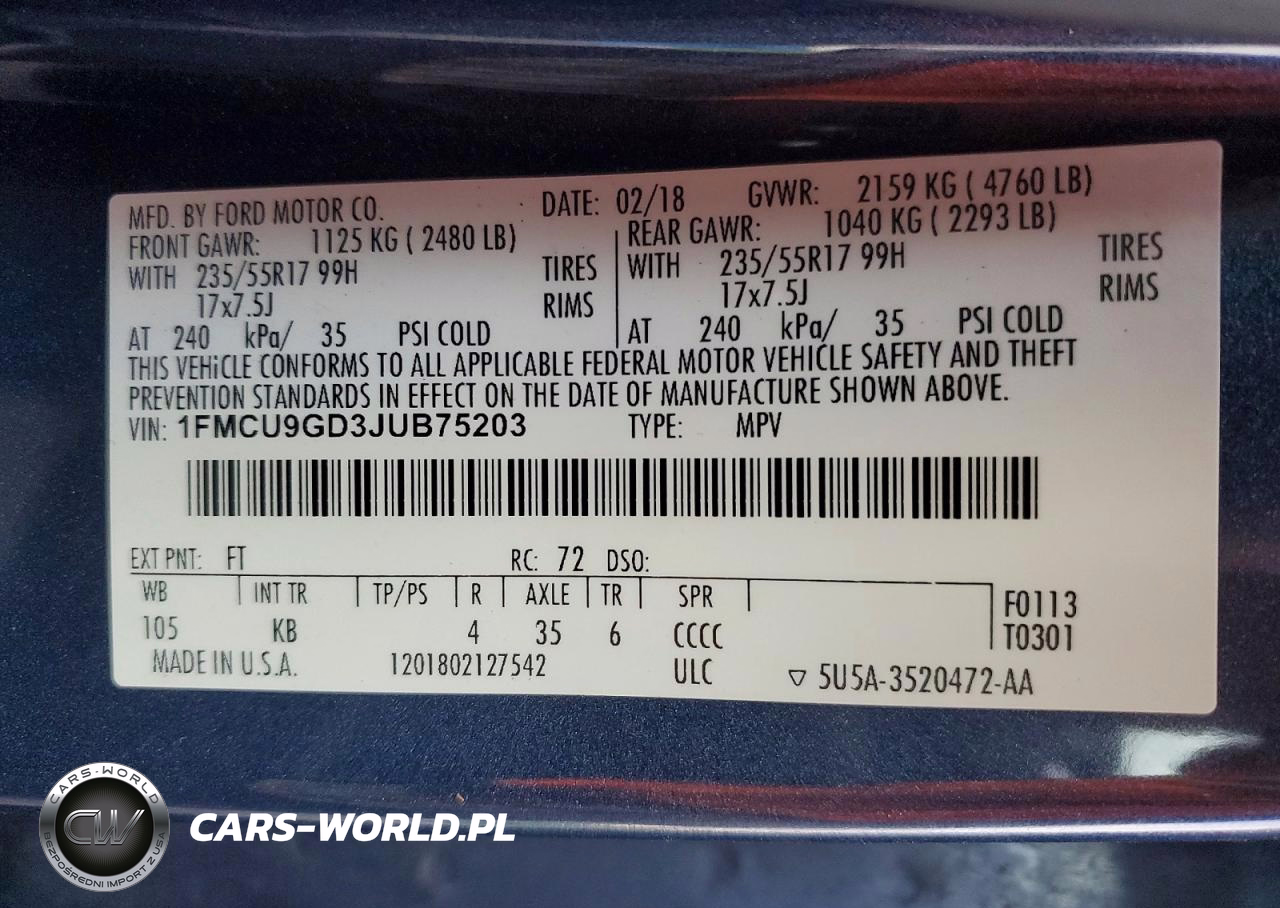 MFD. BY FORD MOTOR CO. DATE: 02/18 GVWR: 2159 KG ( 4760 LB)
FRONT GAWR: 1125 KG ( 2480 LB) REAR GAWR: 1040 KG ( 2293 LB)
WITH 235/55R17 99H TIRES WITH 235/55R17 99H TIRES
17x7.5J RIMS 17x7.5J RIMS
AT 240 kPa/ 35 PSI COLD AT 240 kPa/ 35 PSI COLD
THIS VEHiCLE CONFORMS TO ALL APPLICABLE FEDERAL MOTOR VEHICLE SAFETY AND THEFT
PREVENTION STANDARDS IN EFFECT ON THE DATE OF MANUFACTURE SHOWN ABOVE.
VIN: 1FMCU9GD3JUB75203 TYPE: MPV
EXT PNT: FT RC: 72 DSO:
WB INT TR TP/PS R AXLE TR SPR F0113
105 KB 4 35 6 CCCC T0301
MADE IN U.S.A. 1201802127542 ULC ▽ 5U5A-3520472-AA
CARS-WORLD
CW
BEZPOŚREDNI IMPORT Z USA
CARS-WORLD.PL